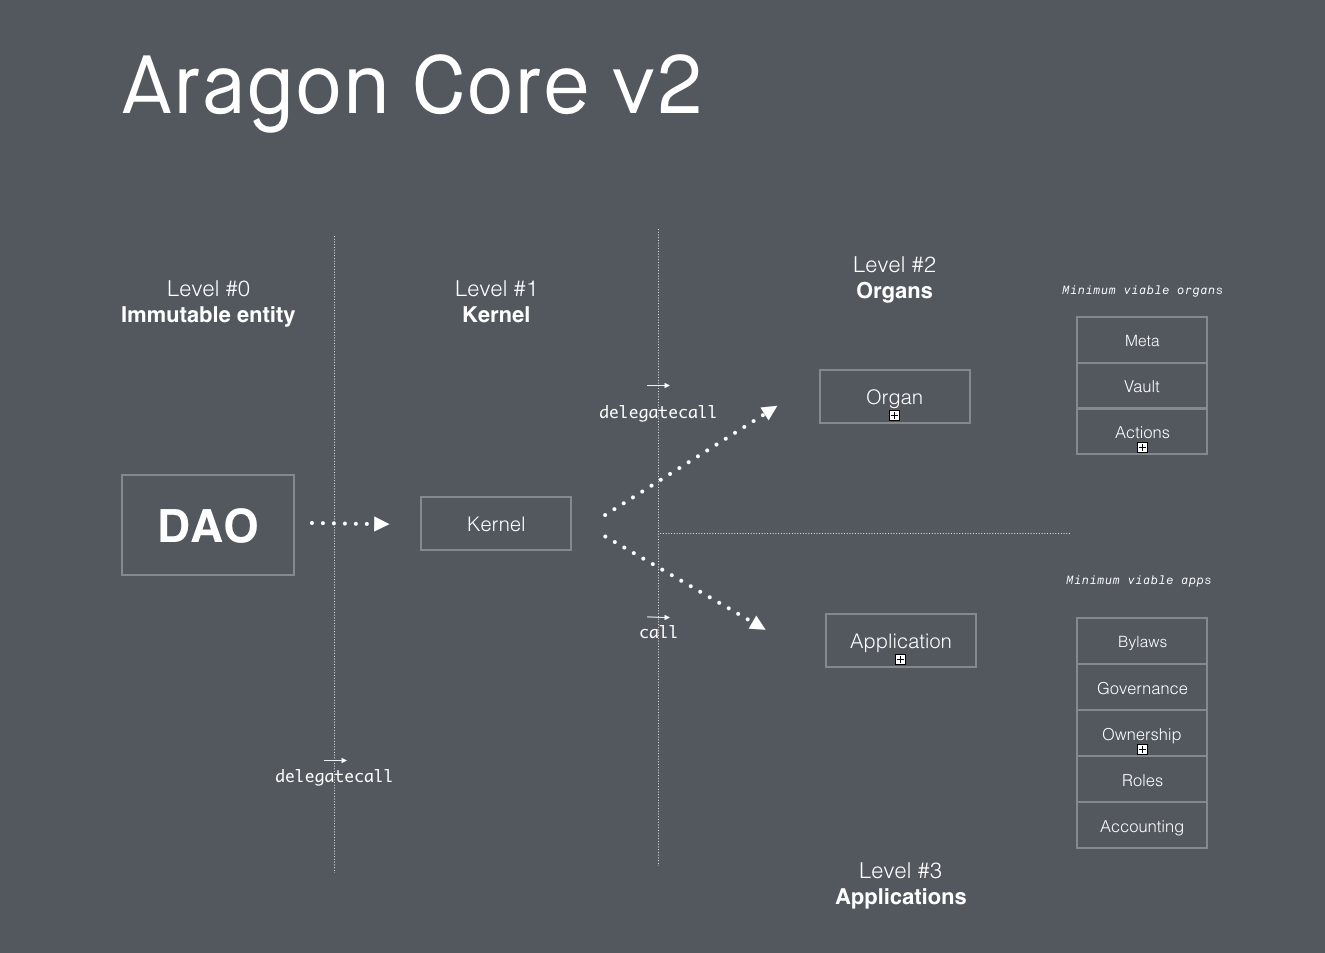 Aragon Core v2
Level #0
Immutable entity
Level #1
Kernel
Level #2
Organs
Minimum viable organs
Meta
Vault
Actions
delegatecall
Organ
DAO
Kernel
Minimum viable apps
call
Application
Bylaws
Governance
Ownership
Roles
Accounting
delegatecall
Level #3
Applications